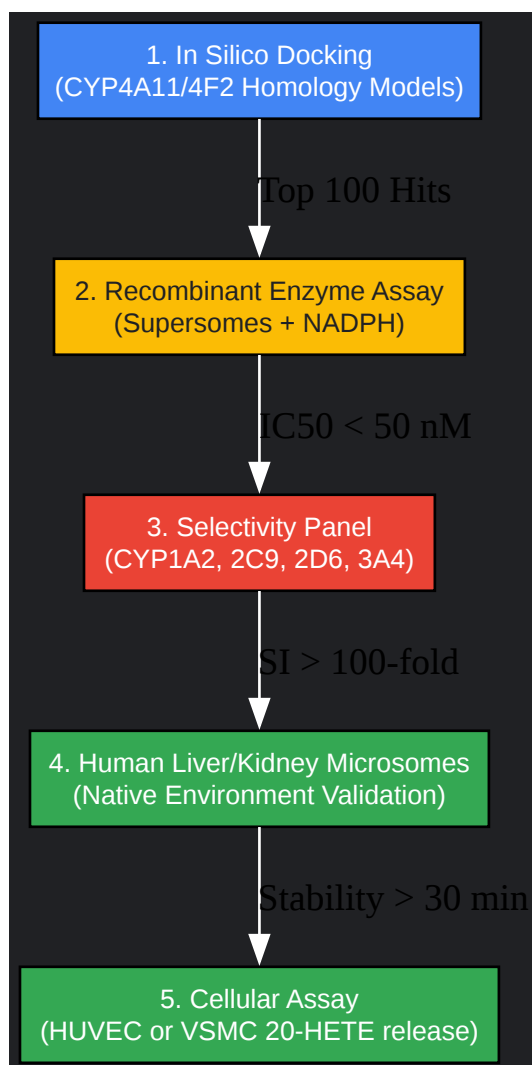 1. In Silico Docking
(CYP4A11/4F2 Homology Models)
Top 100 Hits
2. Recombinant Enzyme Assay
(Supersomes + NADPH)
IC50 < 50 nM
3. Selectivity Panel
(CYP1A2, 2C9, 2D6, 3A4)
SI > 100-fold
4. Human Liver/Kidney Microsomes
(Native Environment Validation)
Stability > 30 min
5. Cellular Assay
(HUVEC or VSMC 20-HETE release)